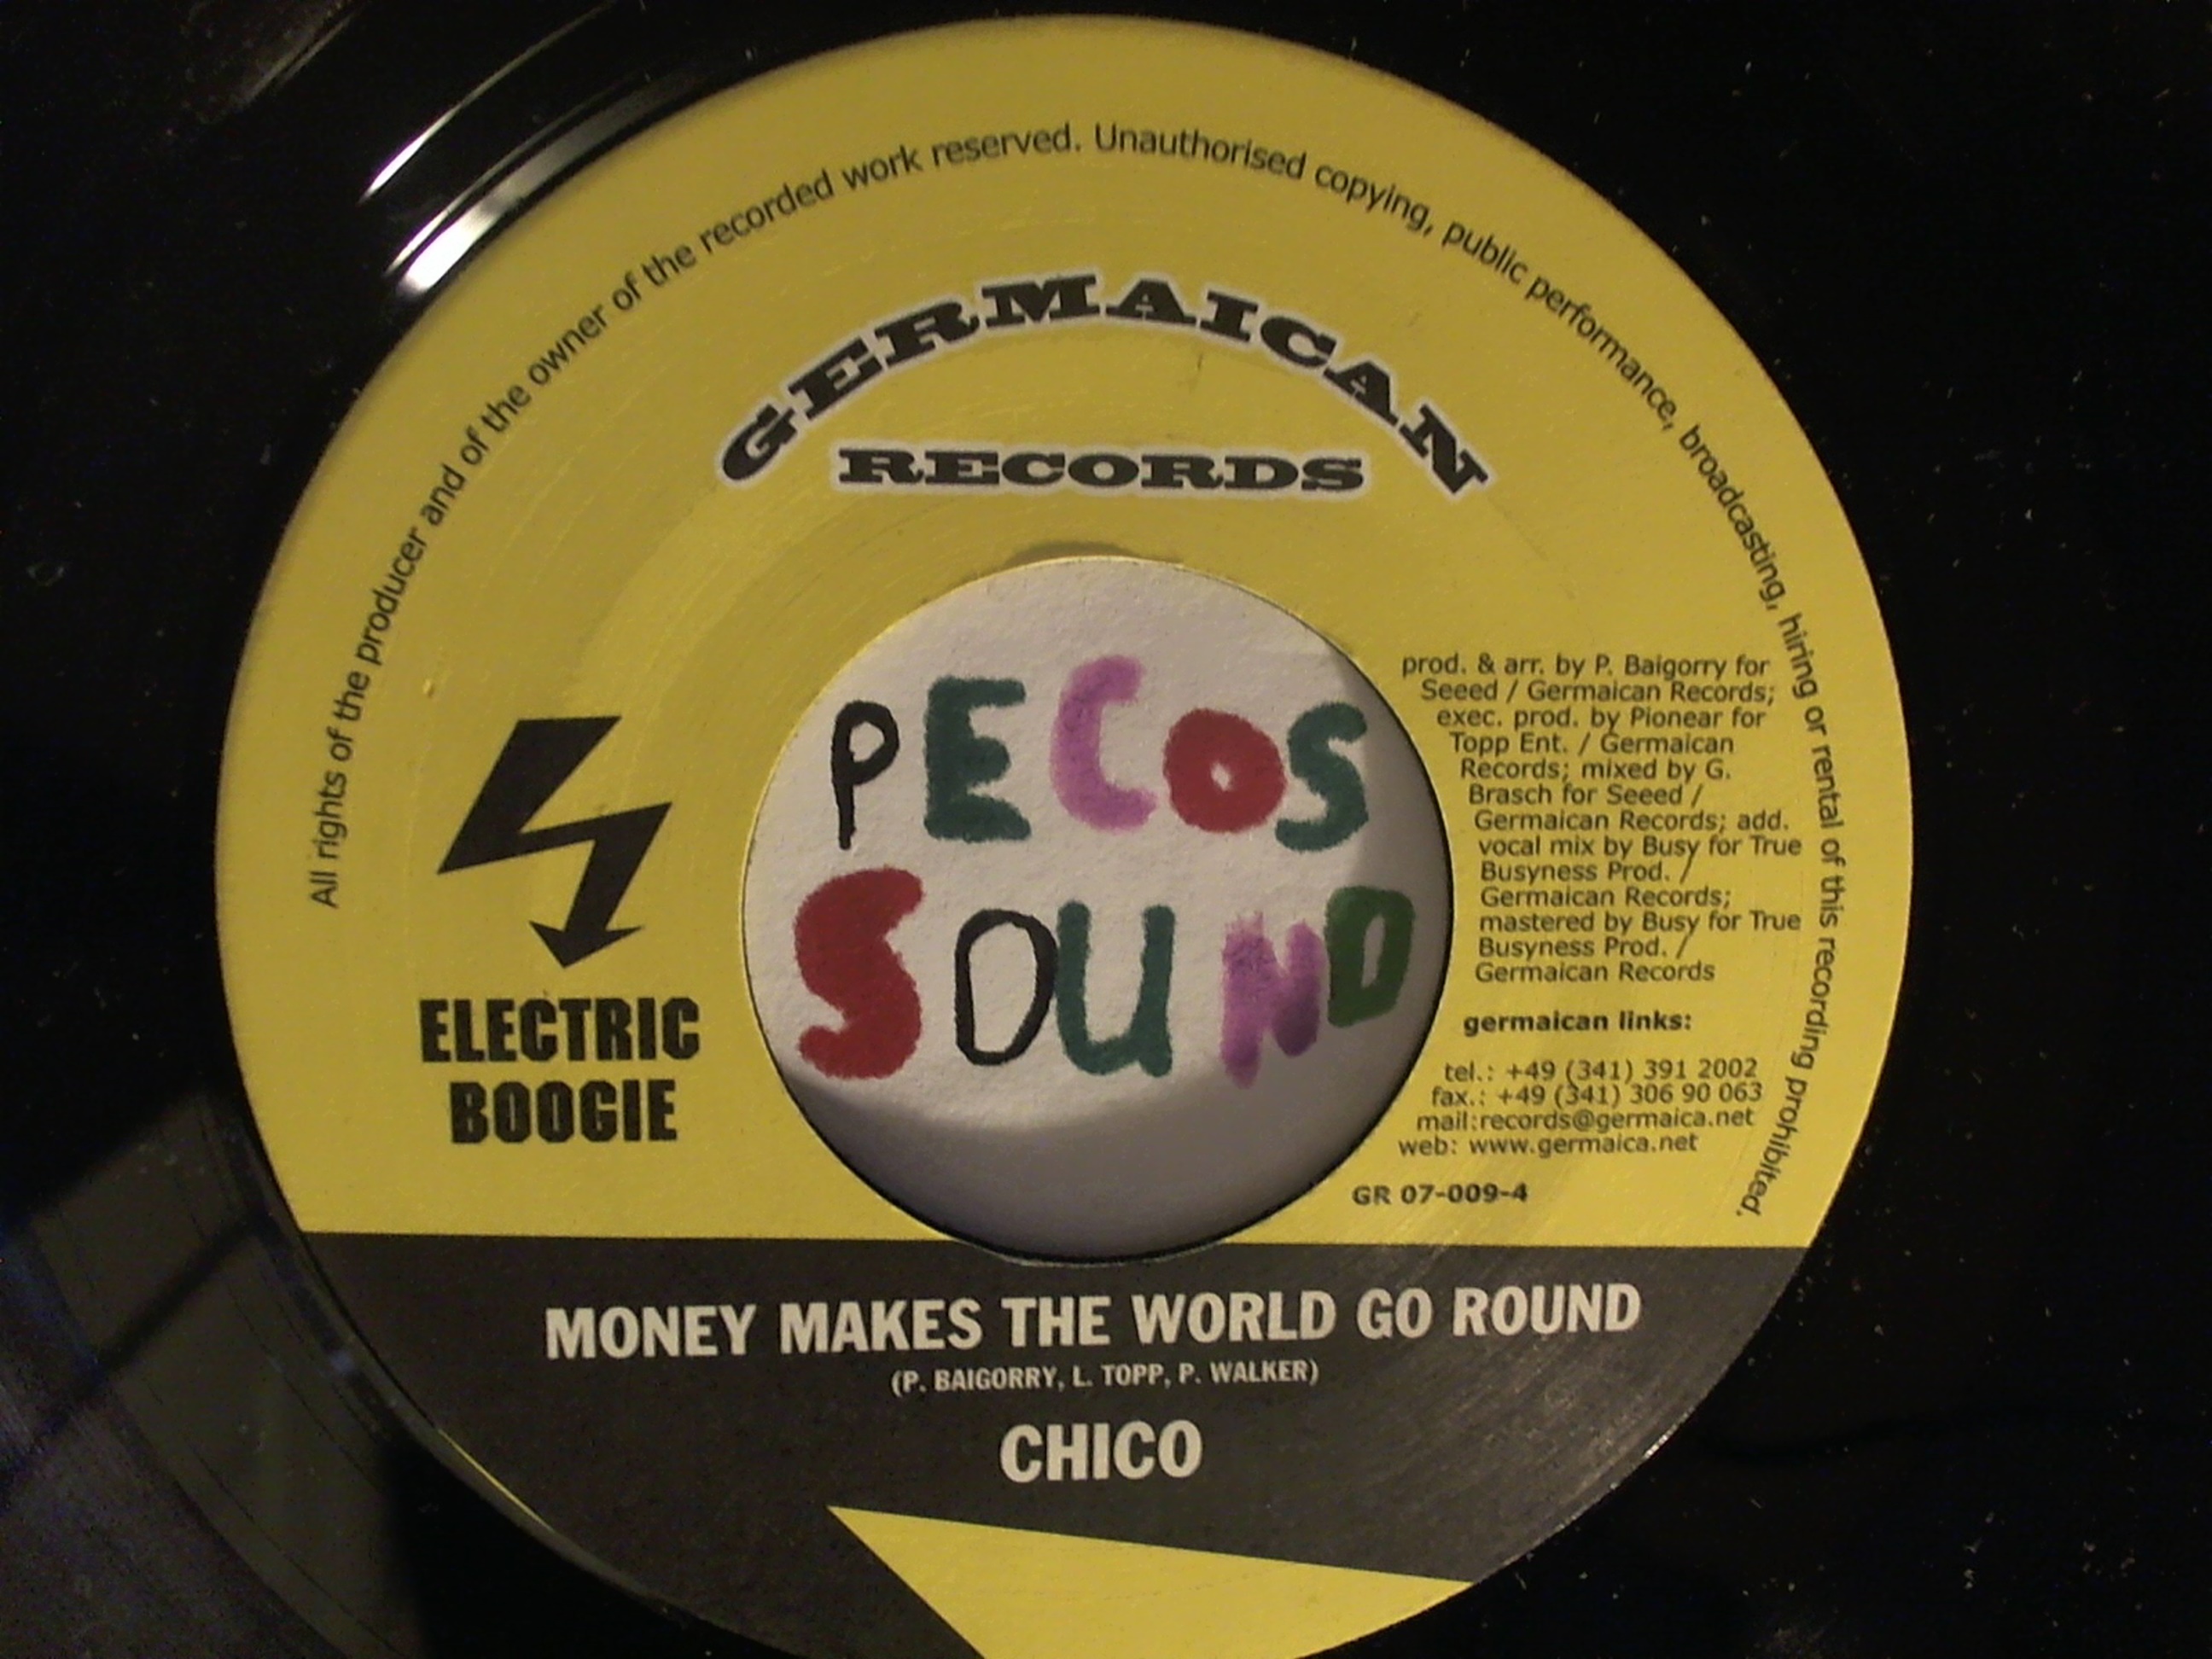 All rights of the producer and of the owner of the recorded work reserved. Unauthorised copying, public performance, broadcasting, hiring or rental of this recording prohibited.
GERMAICAN
RECORDS
PECOS
SOUND
ELECTRIC
BOOGIE
prod. & arr. by P. Baigorry for
Seeed / Germaican Records;
exec. prod. by Pionear for
Topp Ent. / Germaican
Records; mixed by G.
Brasch for Seeed /
Germaican Records; add.
vocal mix by Busy for True
Busyness Prod. /
Germaican Records;
mastered by Busy for True
Busyness Prod. /
Germaican Records
germaican links:
tel.: +49 (341) 391 2002
fax.: +49 (341) 306 90 063
mail:records@germaica.net
web: www.germaica.net
GR 07-009-4
MONEY MAKES THE WORLD GO ROUND
(P. BAIGORRY, L. TOPP, P. WALKER)
CHICO